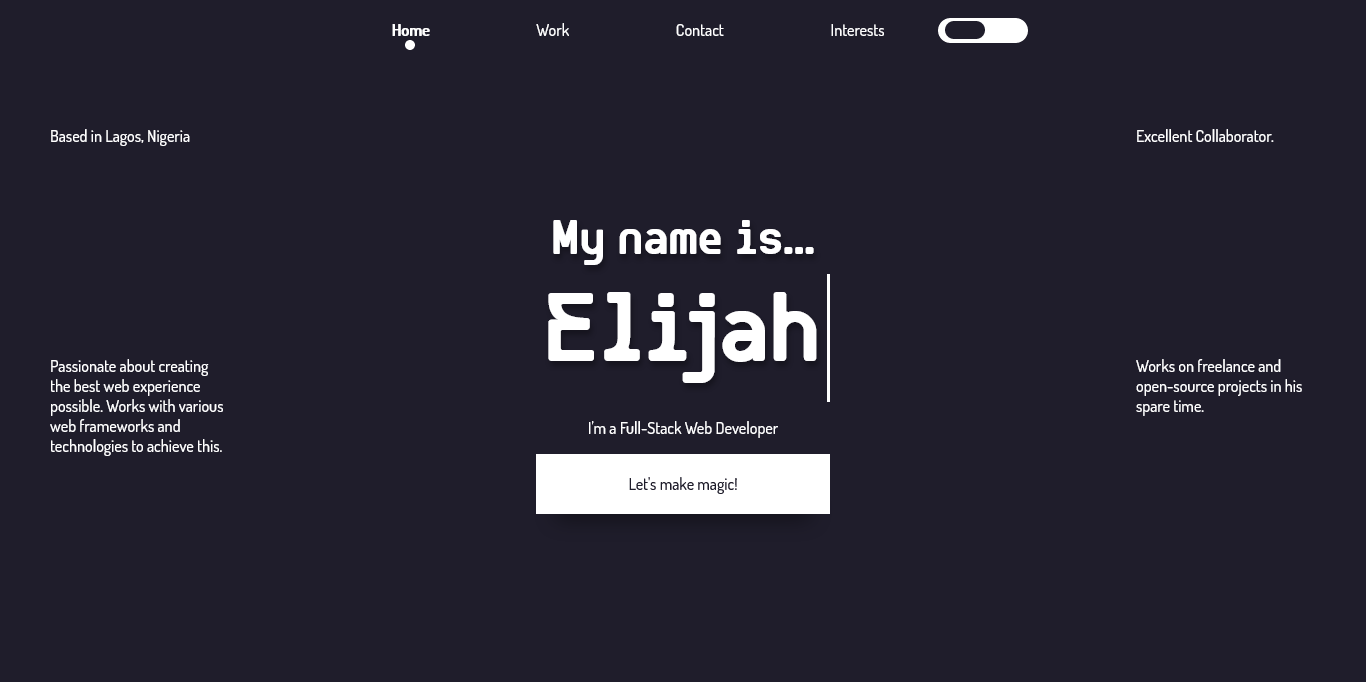 Home
Work
Contact
Interests
Based in Lagos, Nigeria
Excellent Collaborator.
My name is...
Elijah
Passionate about creating
the best web experience
possible. Works with various
web frameworks and
technologies to achieve this.
Works on freelance and
open-source projects in his
spare time.
I'm a Full-Stack Web Developer
Let's make magic!